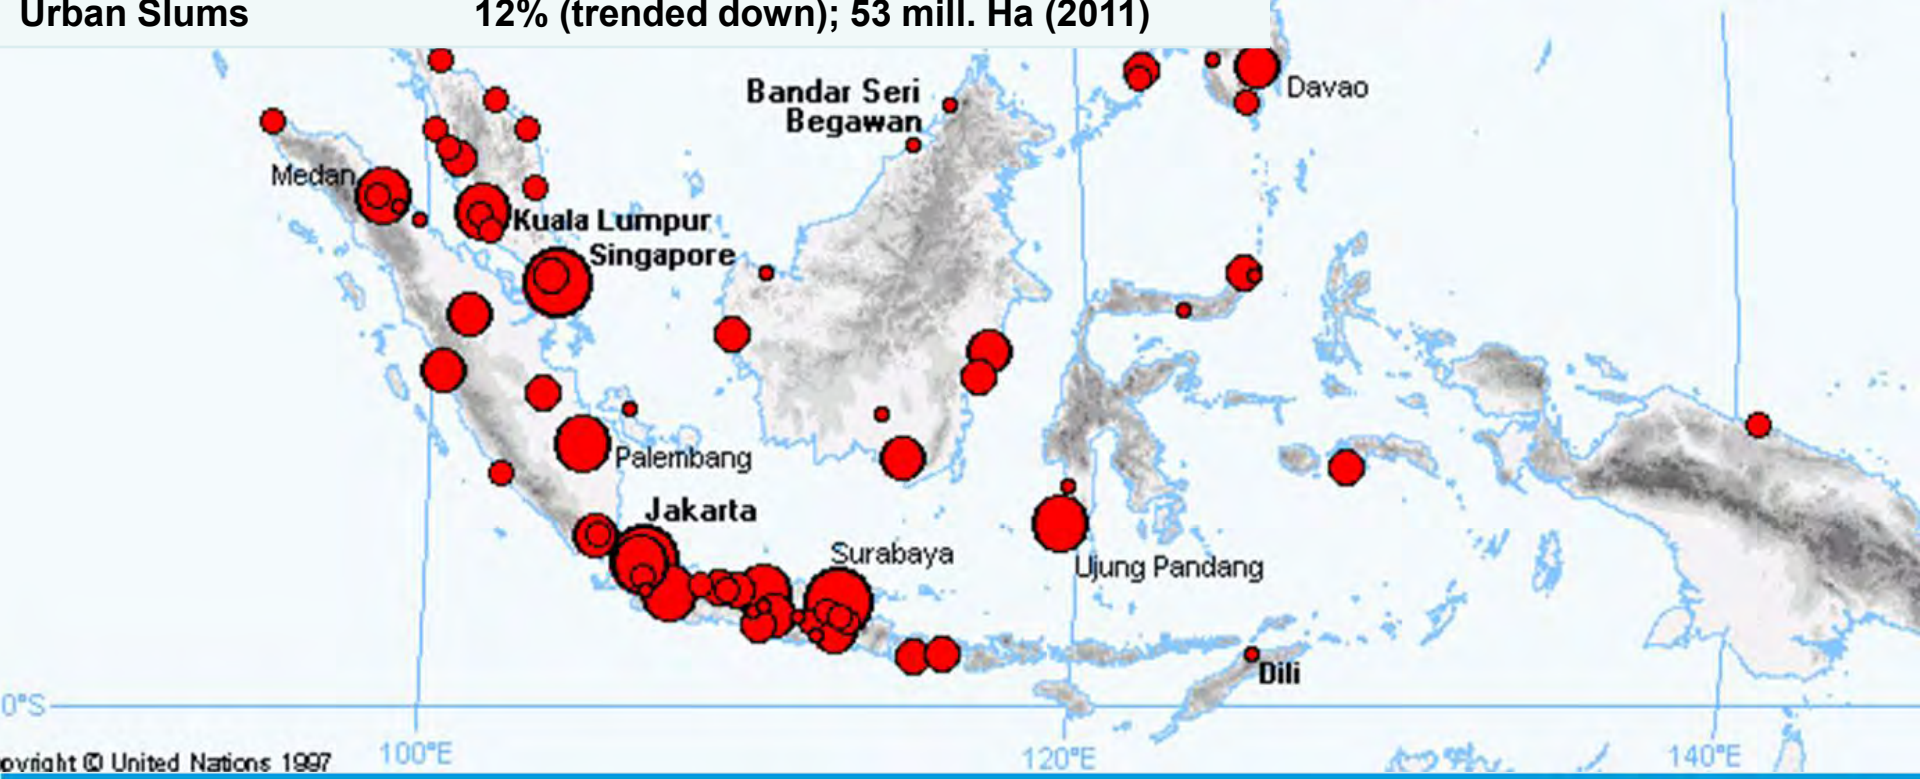 Urban Slums 12% (trended down); 53 mill. Ha (2011)
Davao
Bandar Seri
Begawan
Medan
Kuala Lumpur
Singapore
Palembang
Jakarta
Surabaya
Ujung Pandang
Dili
0°S
100°E
120°E
140°E
opyright © United Nations 1997